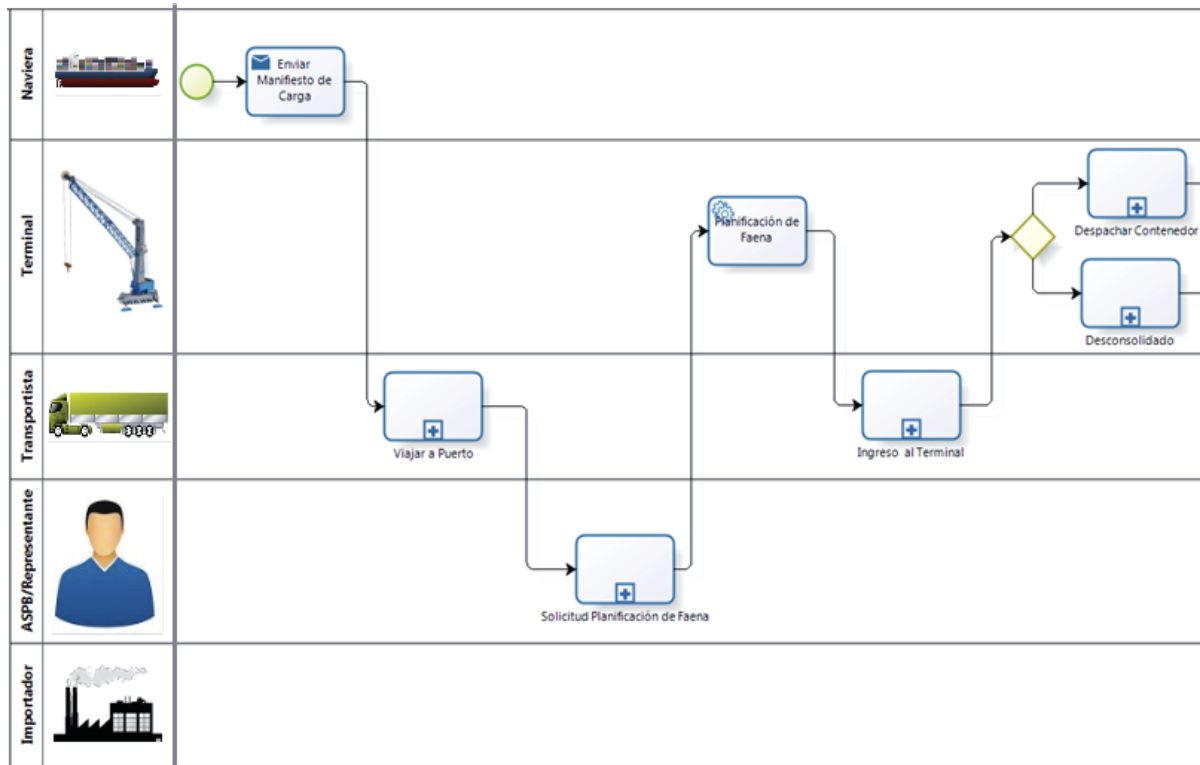 Naviera
Enviar
Manifiesto de
Carga
Terminal
Planificación de
Faena
Despachar Contenedor
Desconsolidado
Transportista
Viajar a Puerto
Ingreso al Terminal
ASPB/Representante
Solicitud Planificación de Faena
Importador